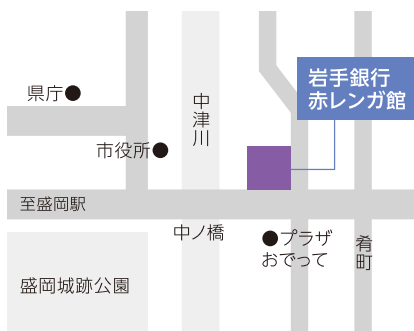 県庁
岩手銀行
赤レンガ館
中津川
市役所
至盛岡駅
中ノ橋
プラザ
おでって
肴町
盛岡城跡公園